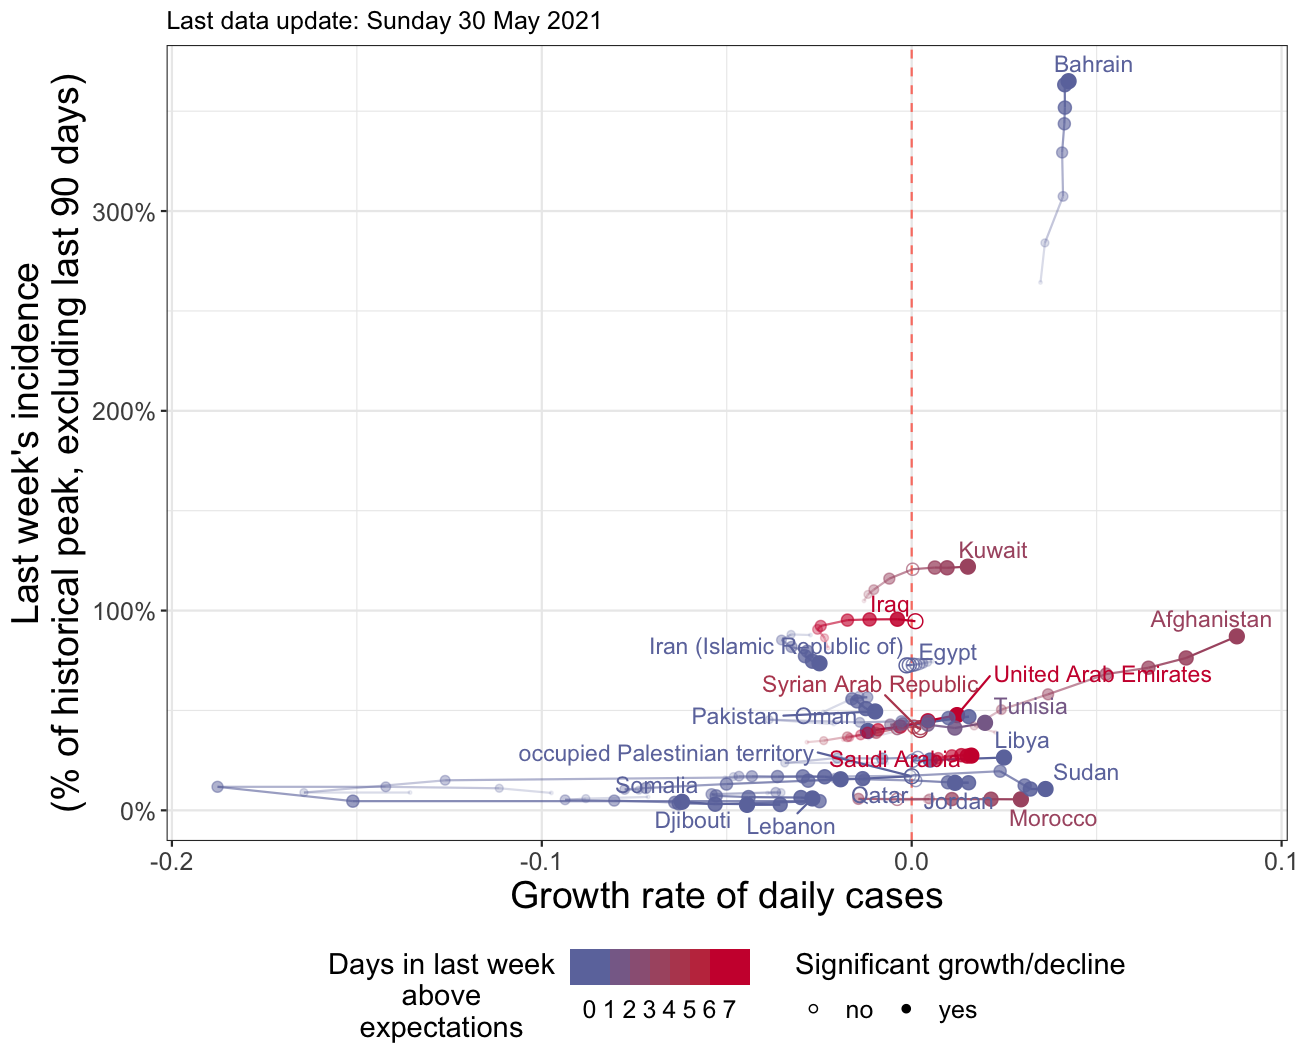 Last data update: Sunday 30 May 2021
Last week's incidence
(% of historical peak, excluding last 90 days)
300%
200%
100%
0%
Bahrain
Kuwait
Iraq
Afghanistan
Iran (Islamic Republic of)
Egypt
United Arab Emirates
Syrian Arab Republic
Tunisia
Pakistan
Oman
Libya
occupied Palestinian territory
Saudi Arabia
Sudan
Somalia
Qatar
Jordan
Morocco
Djibouti
Lebanon
-0.2
-0.1
0.0
0.1
Growth rate of daily cases
Days in last week
above
expectations
0 1 2 3 4 5 6 7
Significant growth/decline
no
yes